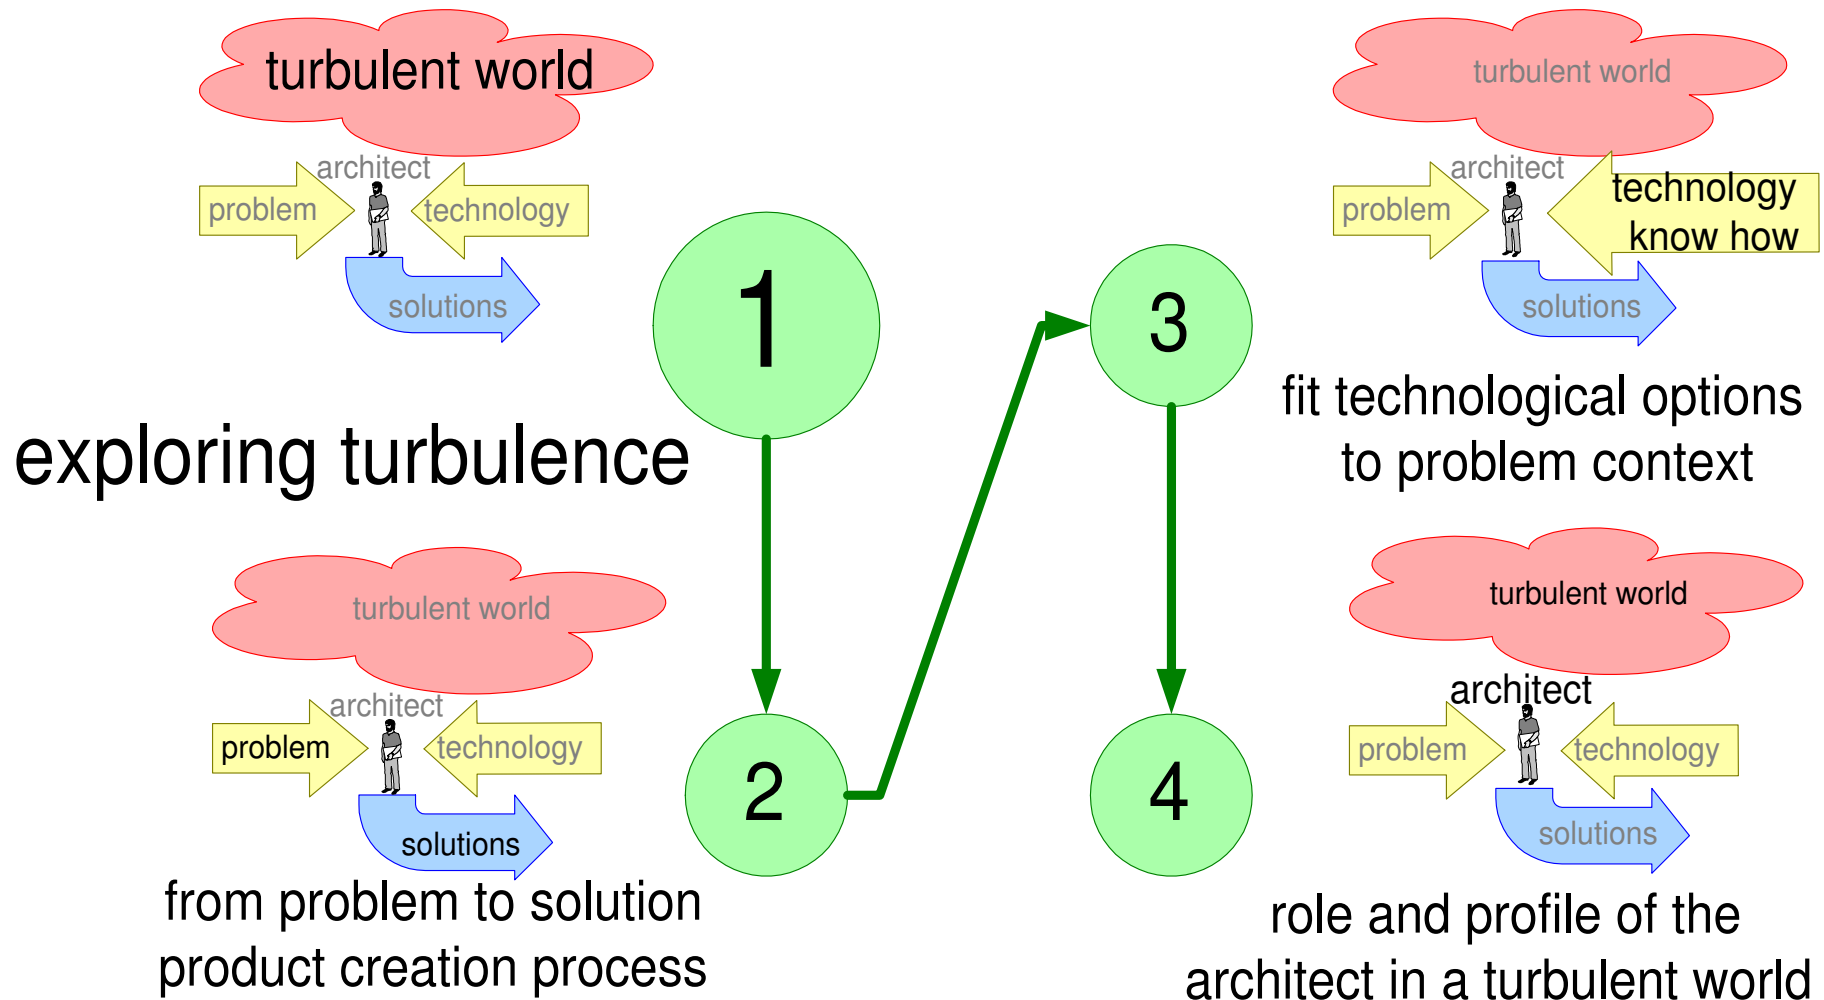 turbulent world
architect
problem
technology
solutions
1
exploring turbulence
turbulent world
architect
problem
technology
solutions
2
from problem to solution
product creation process
turbulent world
architect
problem
technology
know how
solutions
3
fit technological options
to problem context
turbulent world
architect
problem
technology
solutions
4
role and profile of the
architect in a turbulent world